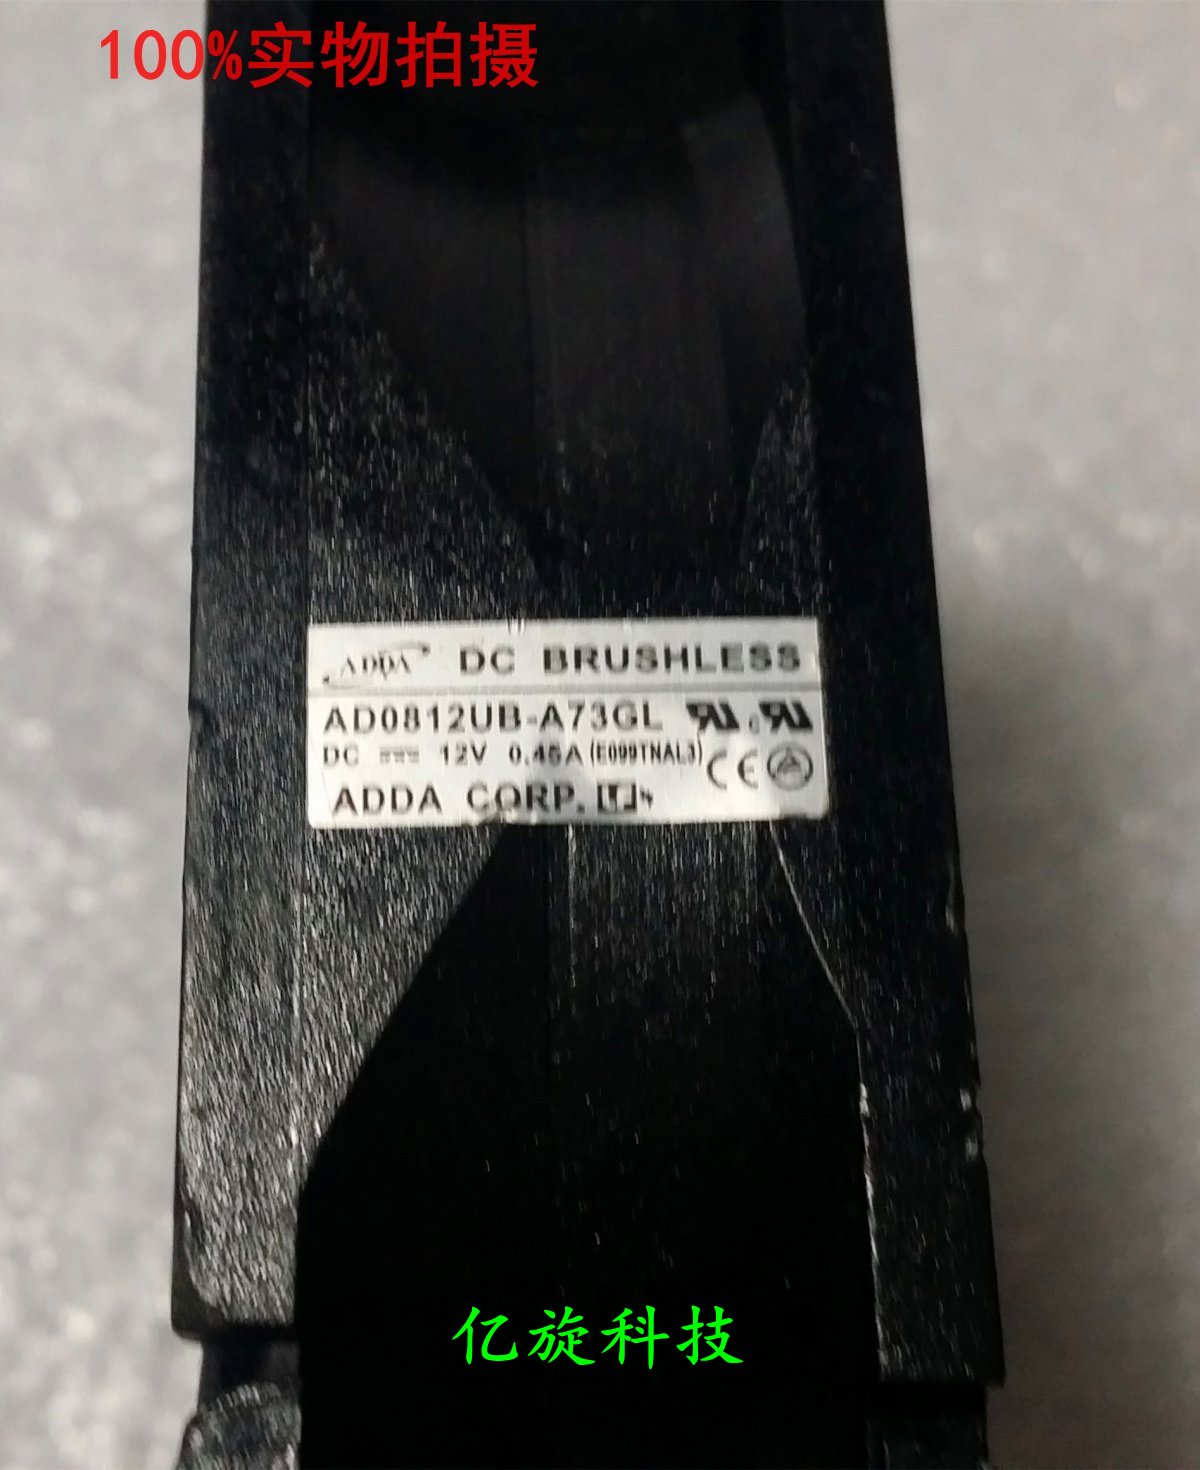 100%实物拍摄
ADDA DC BRUSHLESS
AD0812UB-A73GL
DC 12V 0.45A (E099TNAL3)
CE
ADDA CORP.
亿旋科技